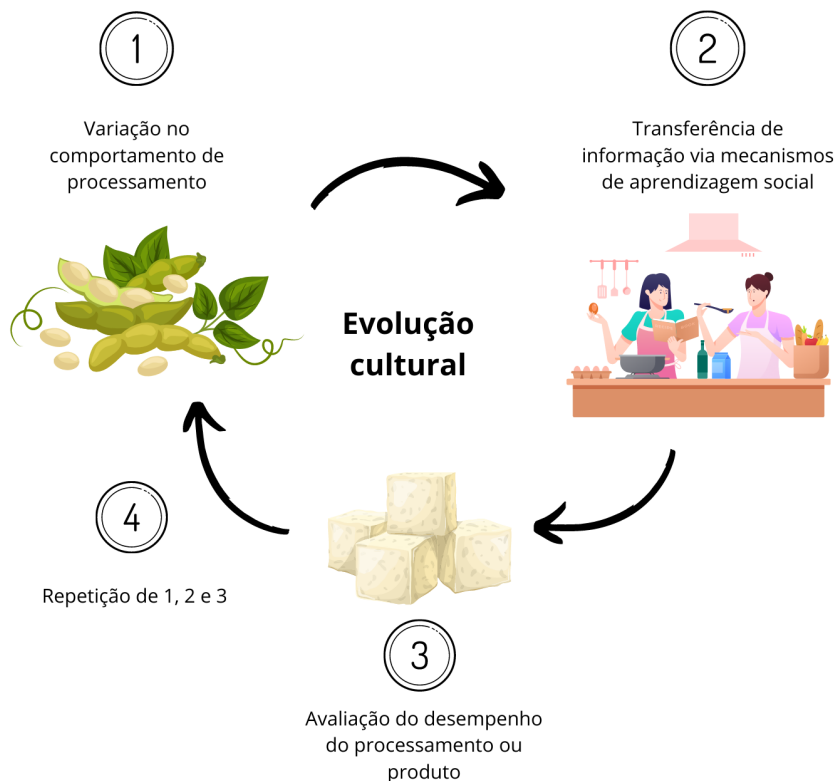 1
Variação no
comportamento de
processamento
2
Transferência de
informação via mecanismos
de aprendizagem social
Evolução
cultural
4
Repetição de 1, 2 e 3
3
Avaliação do desempenho
do processamento ou
produto